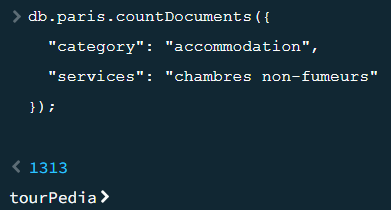 > db.paris.countDocuments({
"category": "accommodation",
"services": "chambres non-fumeurs"
});
< 1313
tourPedia>